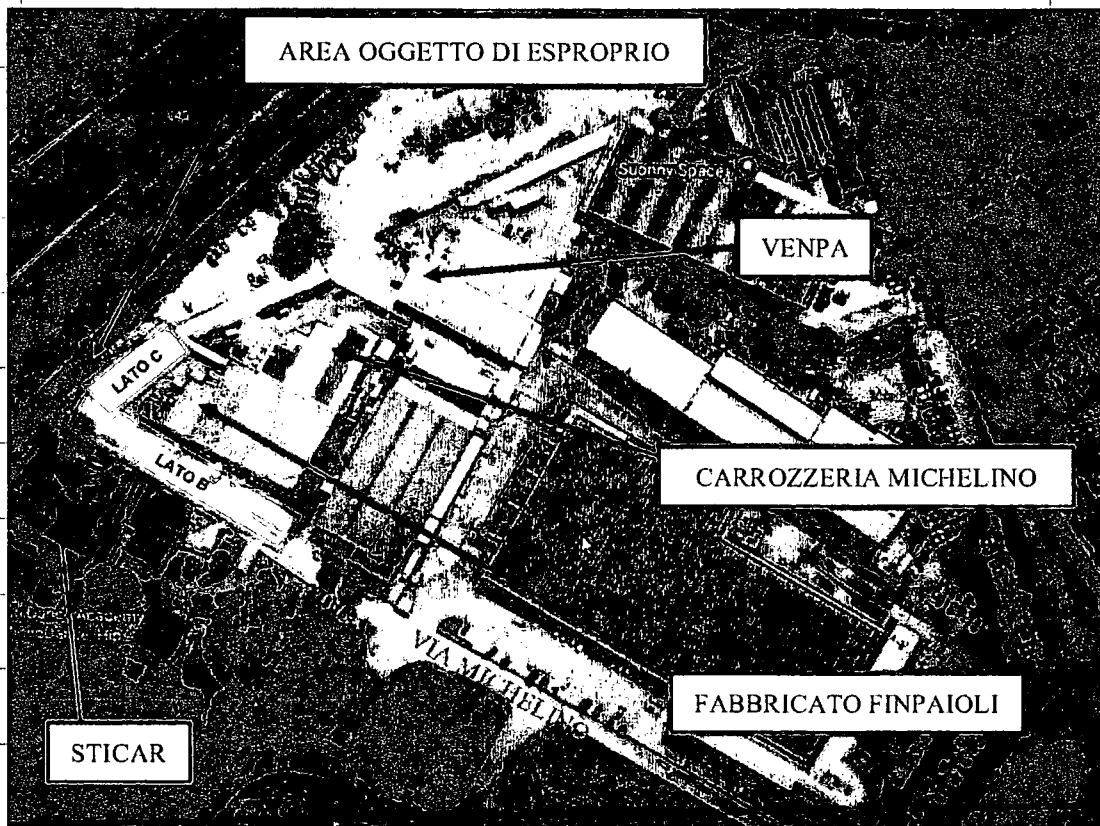 AREA OGGETTO DI ESPROPRIO
Suonny Space
VENPA
LATO C
CARROZZERIA MICHELINO
LATO B
VIA MICHELINO
FABBRICATO FINPAIOLI
STICAR